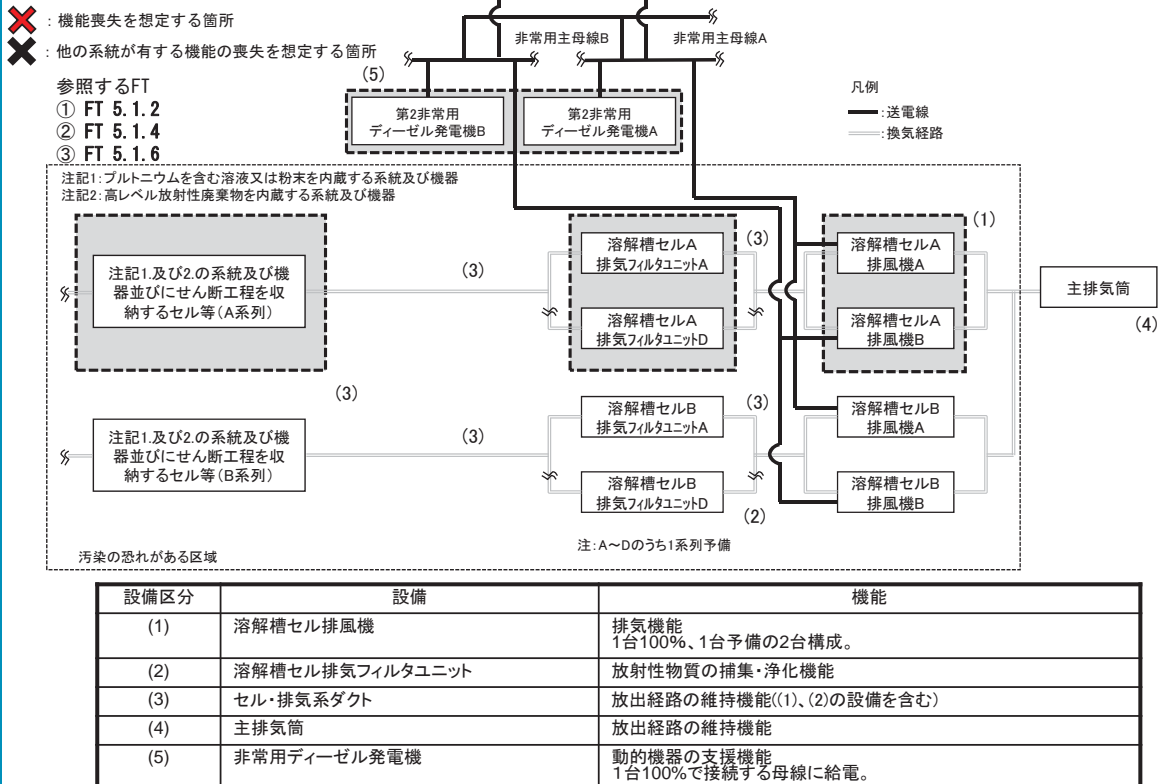 ：機能喪失を想定する箇所
：他の系統が有する機能の喪失を想定する箇所
参照するFT
① FT 5.1.2
② FT 5.1.4
③ FT 5.1.6
非常用主母線B
非常用主母線A
(5)
第2非常用
ディーゼル発電機B
第2非常用
ディーゼル発電機A
凡例
:送電線
:換気経路
注記1:プルトニウムを含む溶液又は粉末を内蔵する系統及び機器
注記2:高レベル放射性廃棄物を内蔵する系統及び機器
注記1.及び2.の系統及び機
器並びにせん断工程を収
納するセル等(A系列)
(3)
溶解槽セルA
排気フィルタユニットA
(3)
溶解槽セルA
排気フィルタユニットD
(1)
溶解槽セルA
排風機A
溶解槽セルA
排風機B
主排気筒
(4)
(3)
注記1.及び2.の系統及び機
器並びにせん断工程を収
納するセル等(B系列)
(3)
溶解槽セルB
排気フィルタユニットA
(3)
溶解槽セルB
排気フィルタユニットD
(2)
溶解槽セルB
排風機A
溶解槽セルB
排風機B
注:A～Dのうち1系列予備
汚染の恐れがある区域
設備区分 設備 機能
(1) 溶解槽セル排風機 排気機能
1台100%、1台予備の2台構成。
(2) 溶解槽セル排気フィルタユニット 放射性物質の捕集・浄化機能
(3) セル・排気系ダクト 放出経路の維持機能((1)、(2)の設備を含む)
(4) 主排気筒 放出経路の維持機能
(5) 非常用ディーゼル発電機 動的機器の支援機能
1台100%で接続する母線に給電。